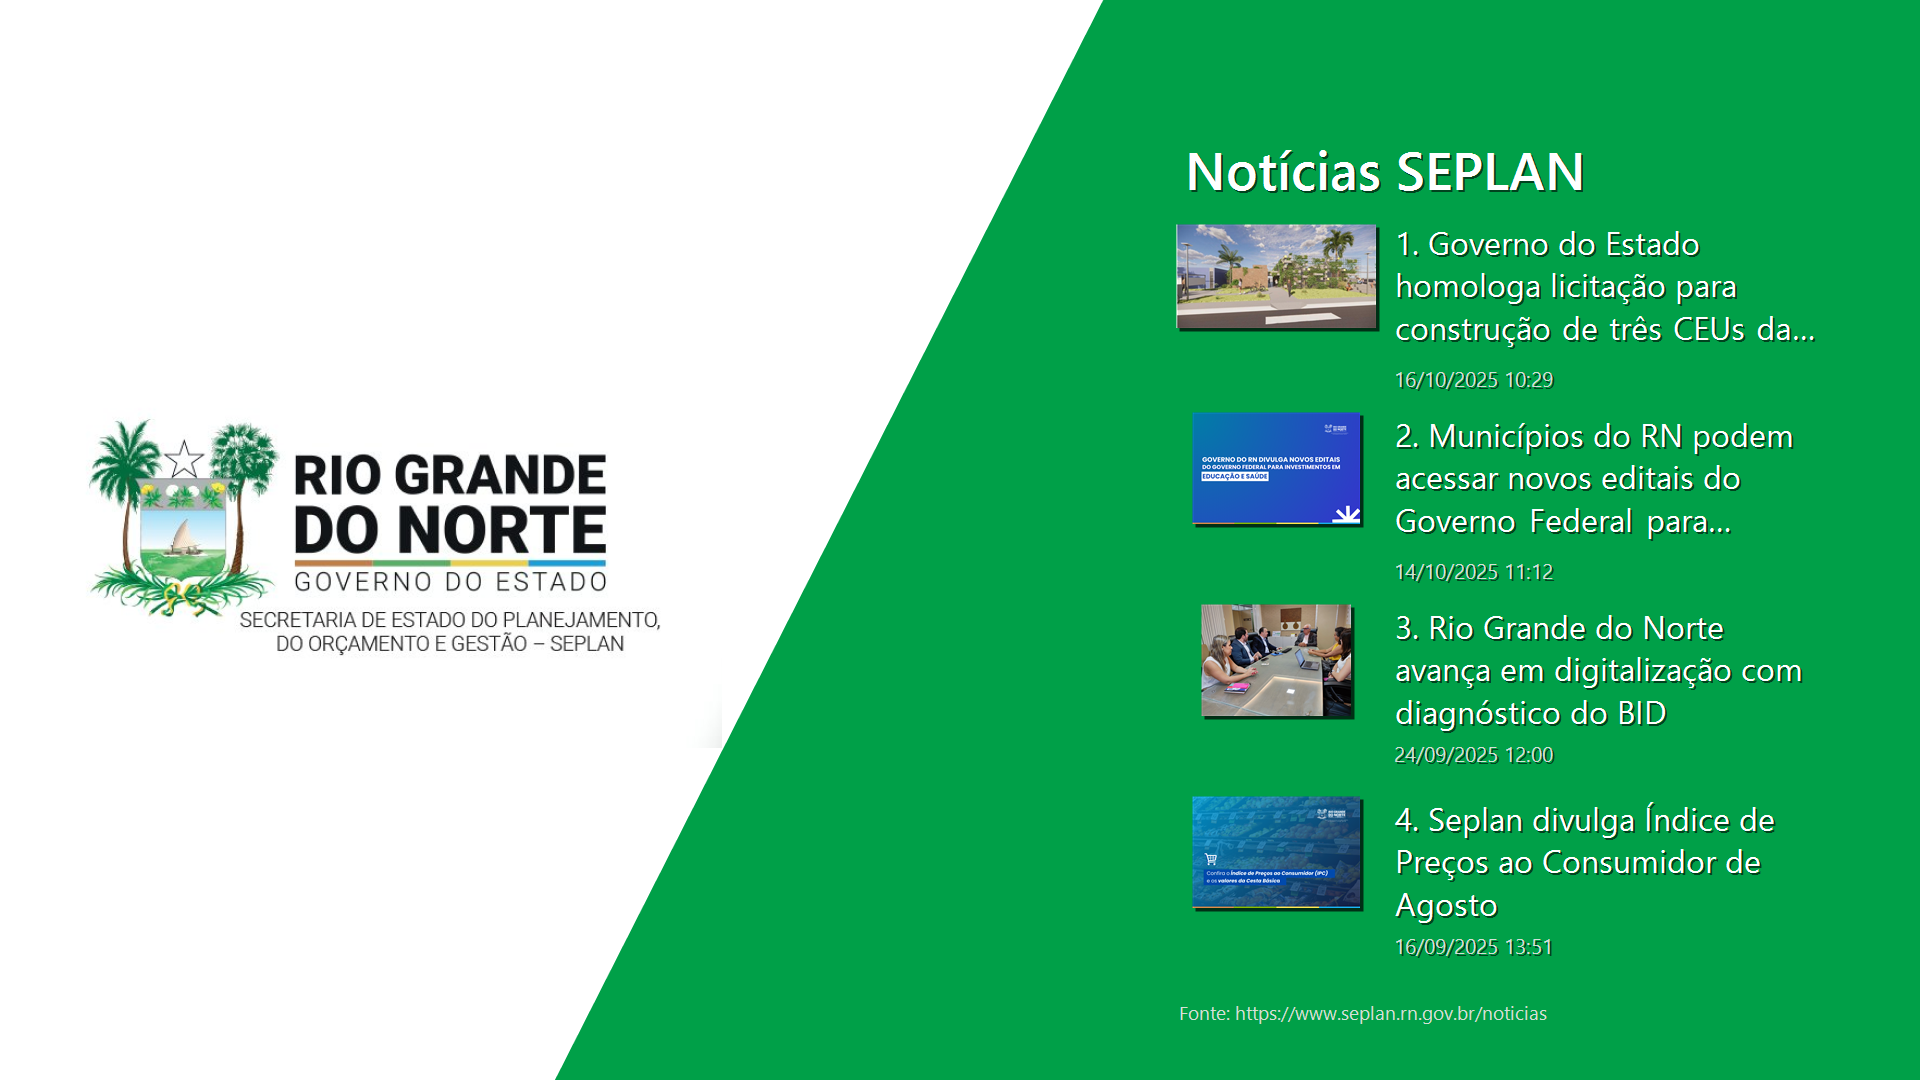 RIO GRANDE
DO NORTE
GOVERNO DO ESTADO
SECRETARIA DE ESTADO DO PLANEJAMENTO,
DO ORÇAMENTO E GESTÃO – SEPLAN
Notícias SEPLAN
1. Governo do Estado
homologa licitação para
construção de três CEUs da...
16/10/2025 10:29
GOVERNO DO RN DIVULGA NOVOS EDITAIS
DO GOVERNO FEDERAL PARA INVESTIMENTOS EM
EDUCAÇÃO E SAÚDE
2. Municípios do RN podem
acessar novos editais do
Governo Federal para...
14/10/2025 11:12
3. Rio Grande do Norte
avança em digitalização com
diagnóstico do BID
24/09/2025 12:00
RIO GRANDE
DO NORTE
Confira o Índice de Preços ao Consumidor (IPC)
e os valores da Cesta Básica
4. Seplan divulga Índice de
Preços ao Consumidor de
Agosto
16/09/2025 13:51
Fonte: https://www.seplan.rn.gov.br/noticias